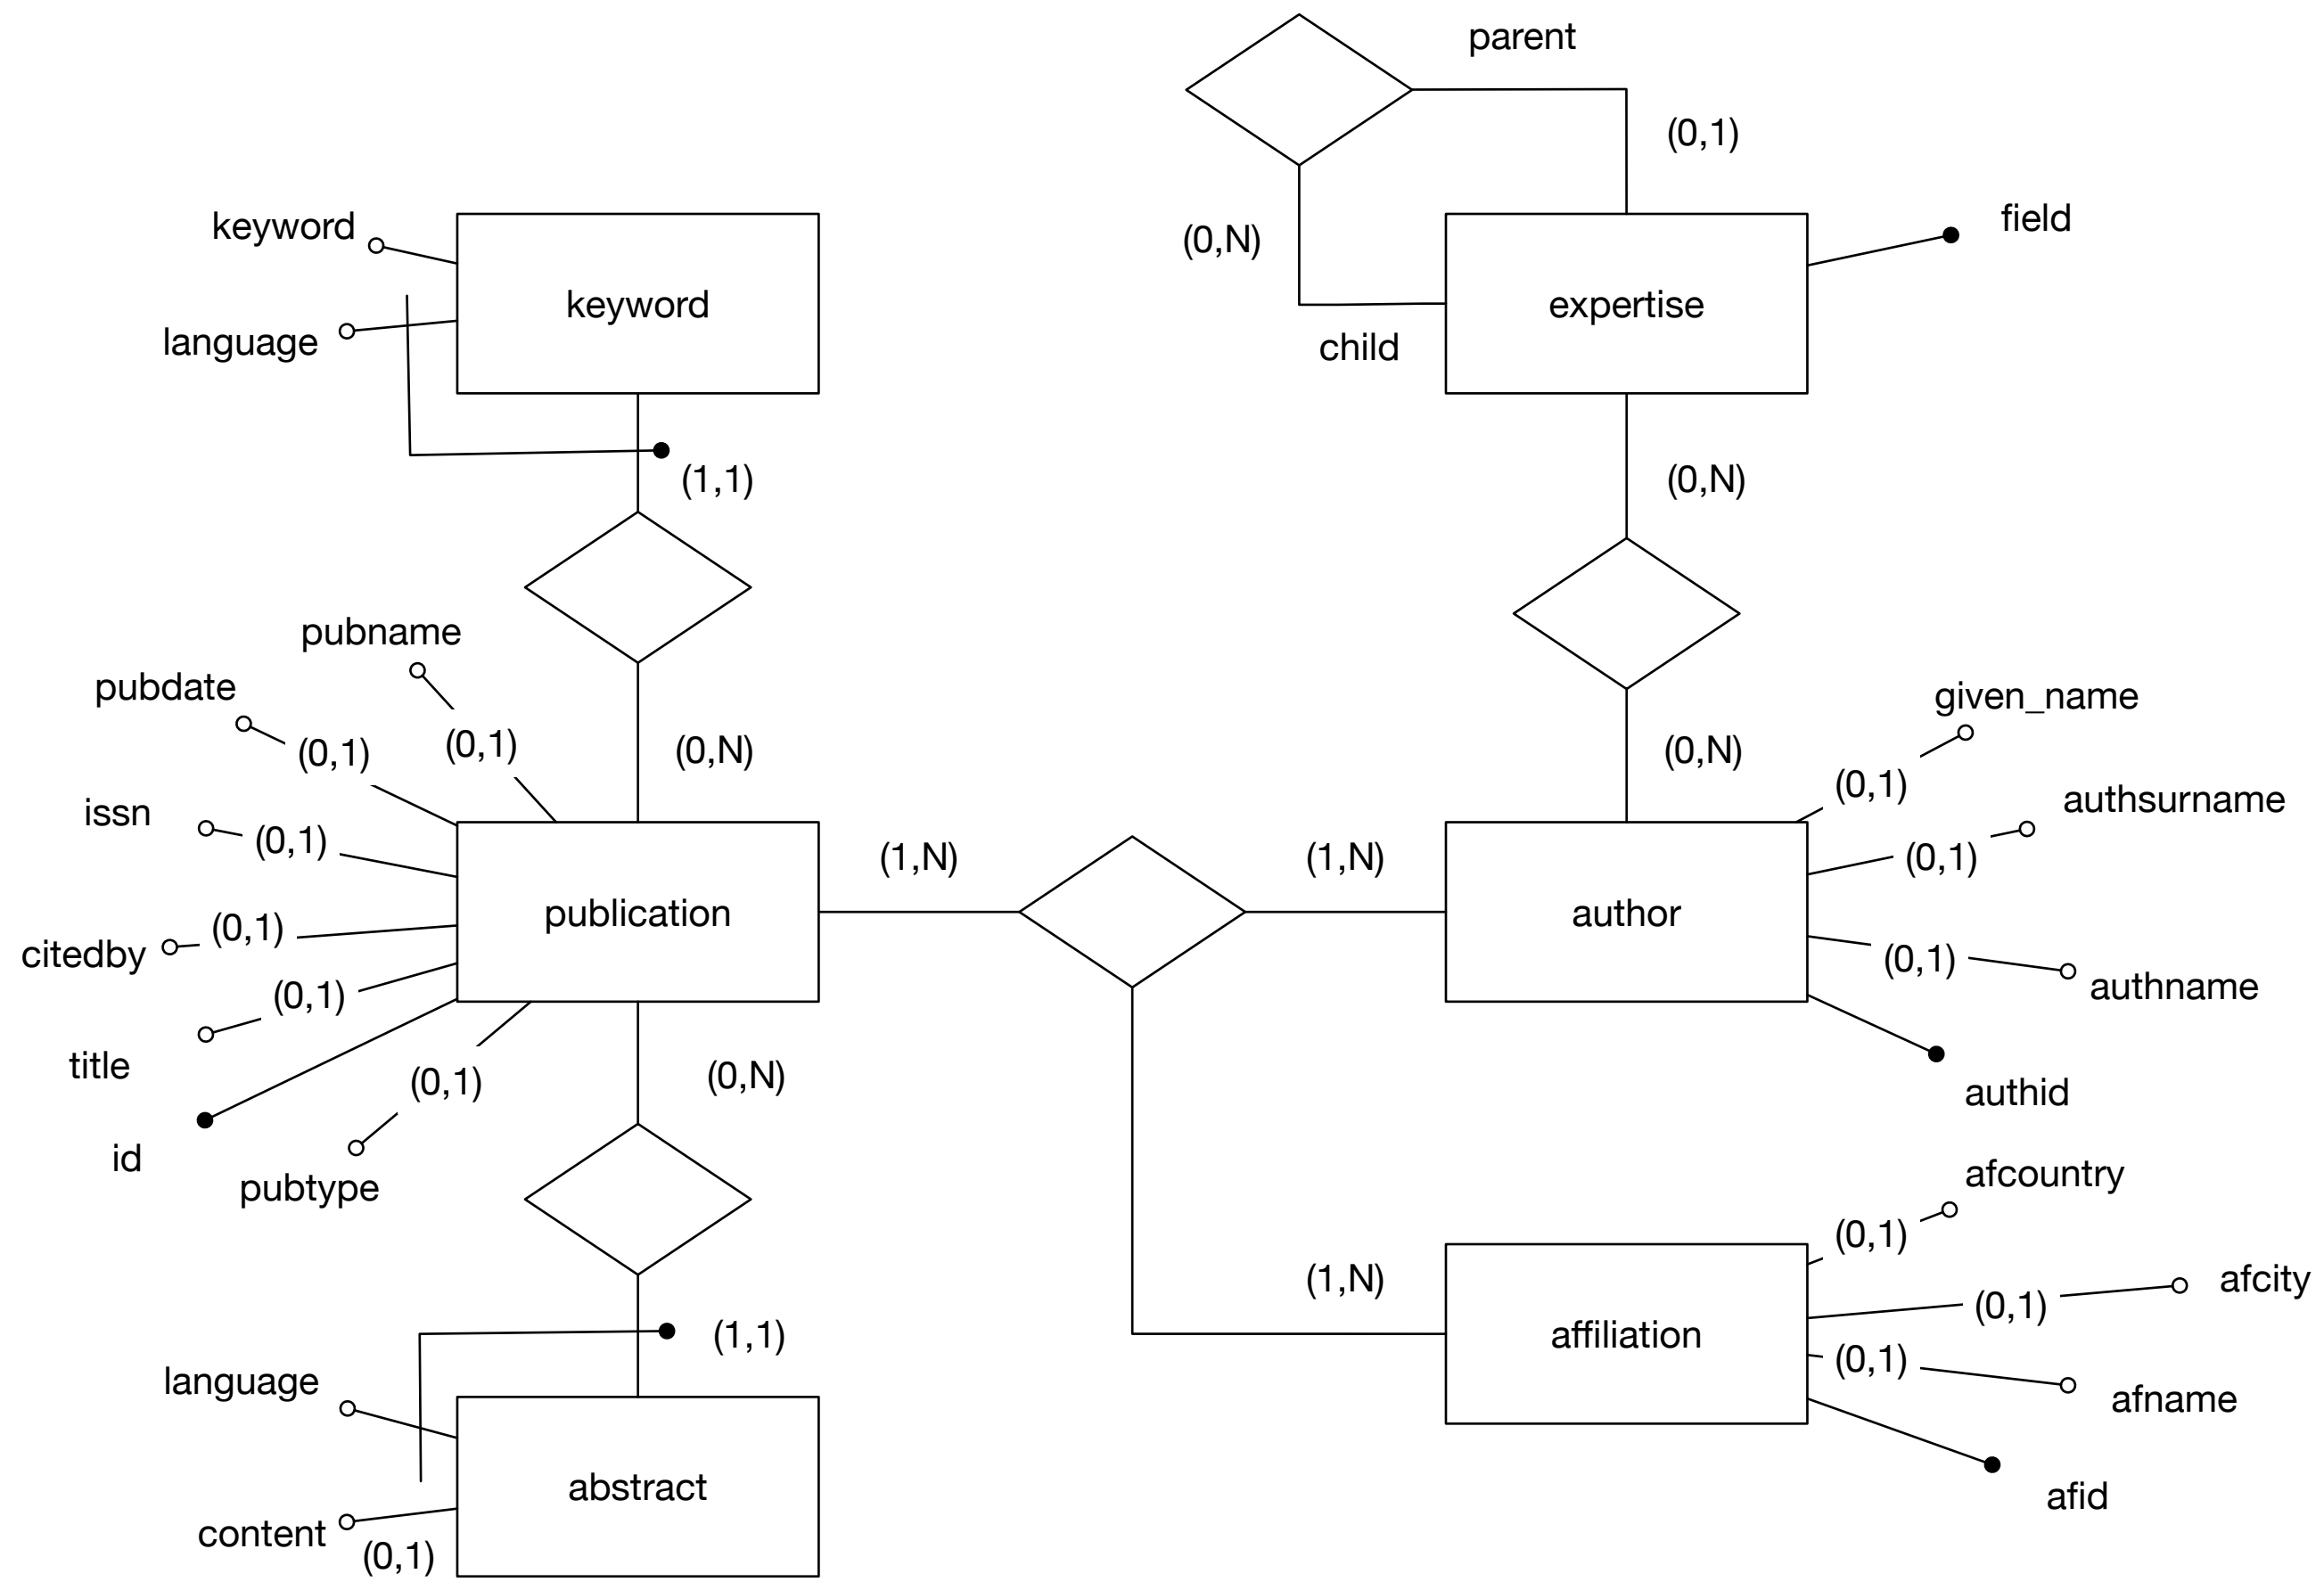 parent
(0,1)
keyword
language
keyword
(1,1)
(0,N)
child
expertise
field
(0,N)
pubname
pubdate
(0,1)
(0,1)
issn
(0,1)
citedby
(0,1)
title
(0,1)
id
pubtype
(0,1)
(0,N)
publication
(1,N)
(1,N)
(0,N)
author
given_name
(0,1)
authsurname
(0,1)
(0,1)
authname
authid
(0,N)
(1,1)
language
content
(0,1)
abstract
(1,N)
affiliation
afcountry
(0,1)
afcity
(0,1)
(0,1)
afname
afid